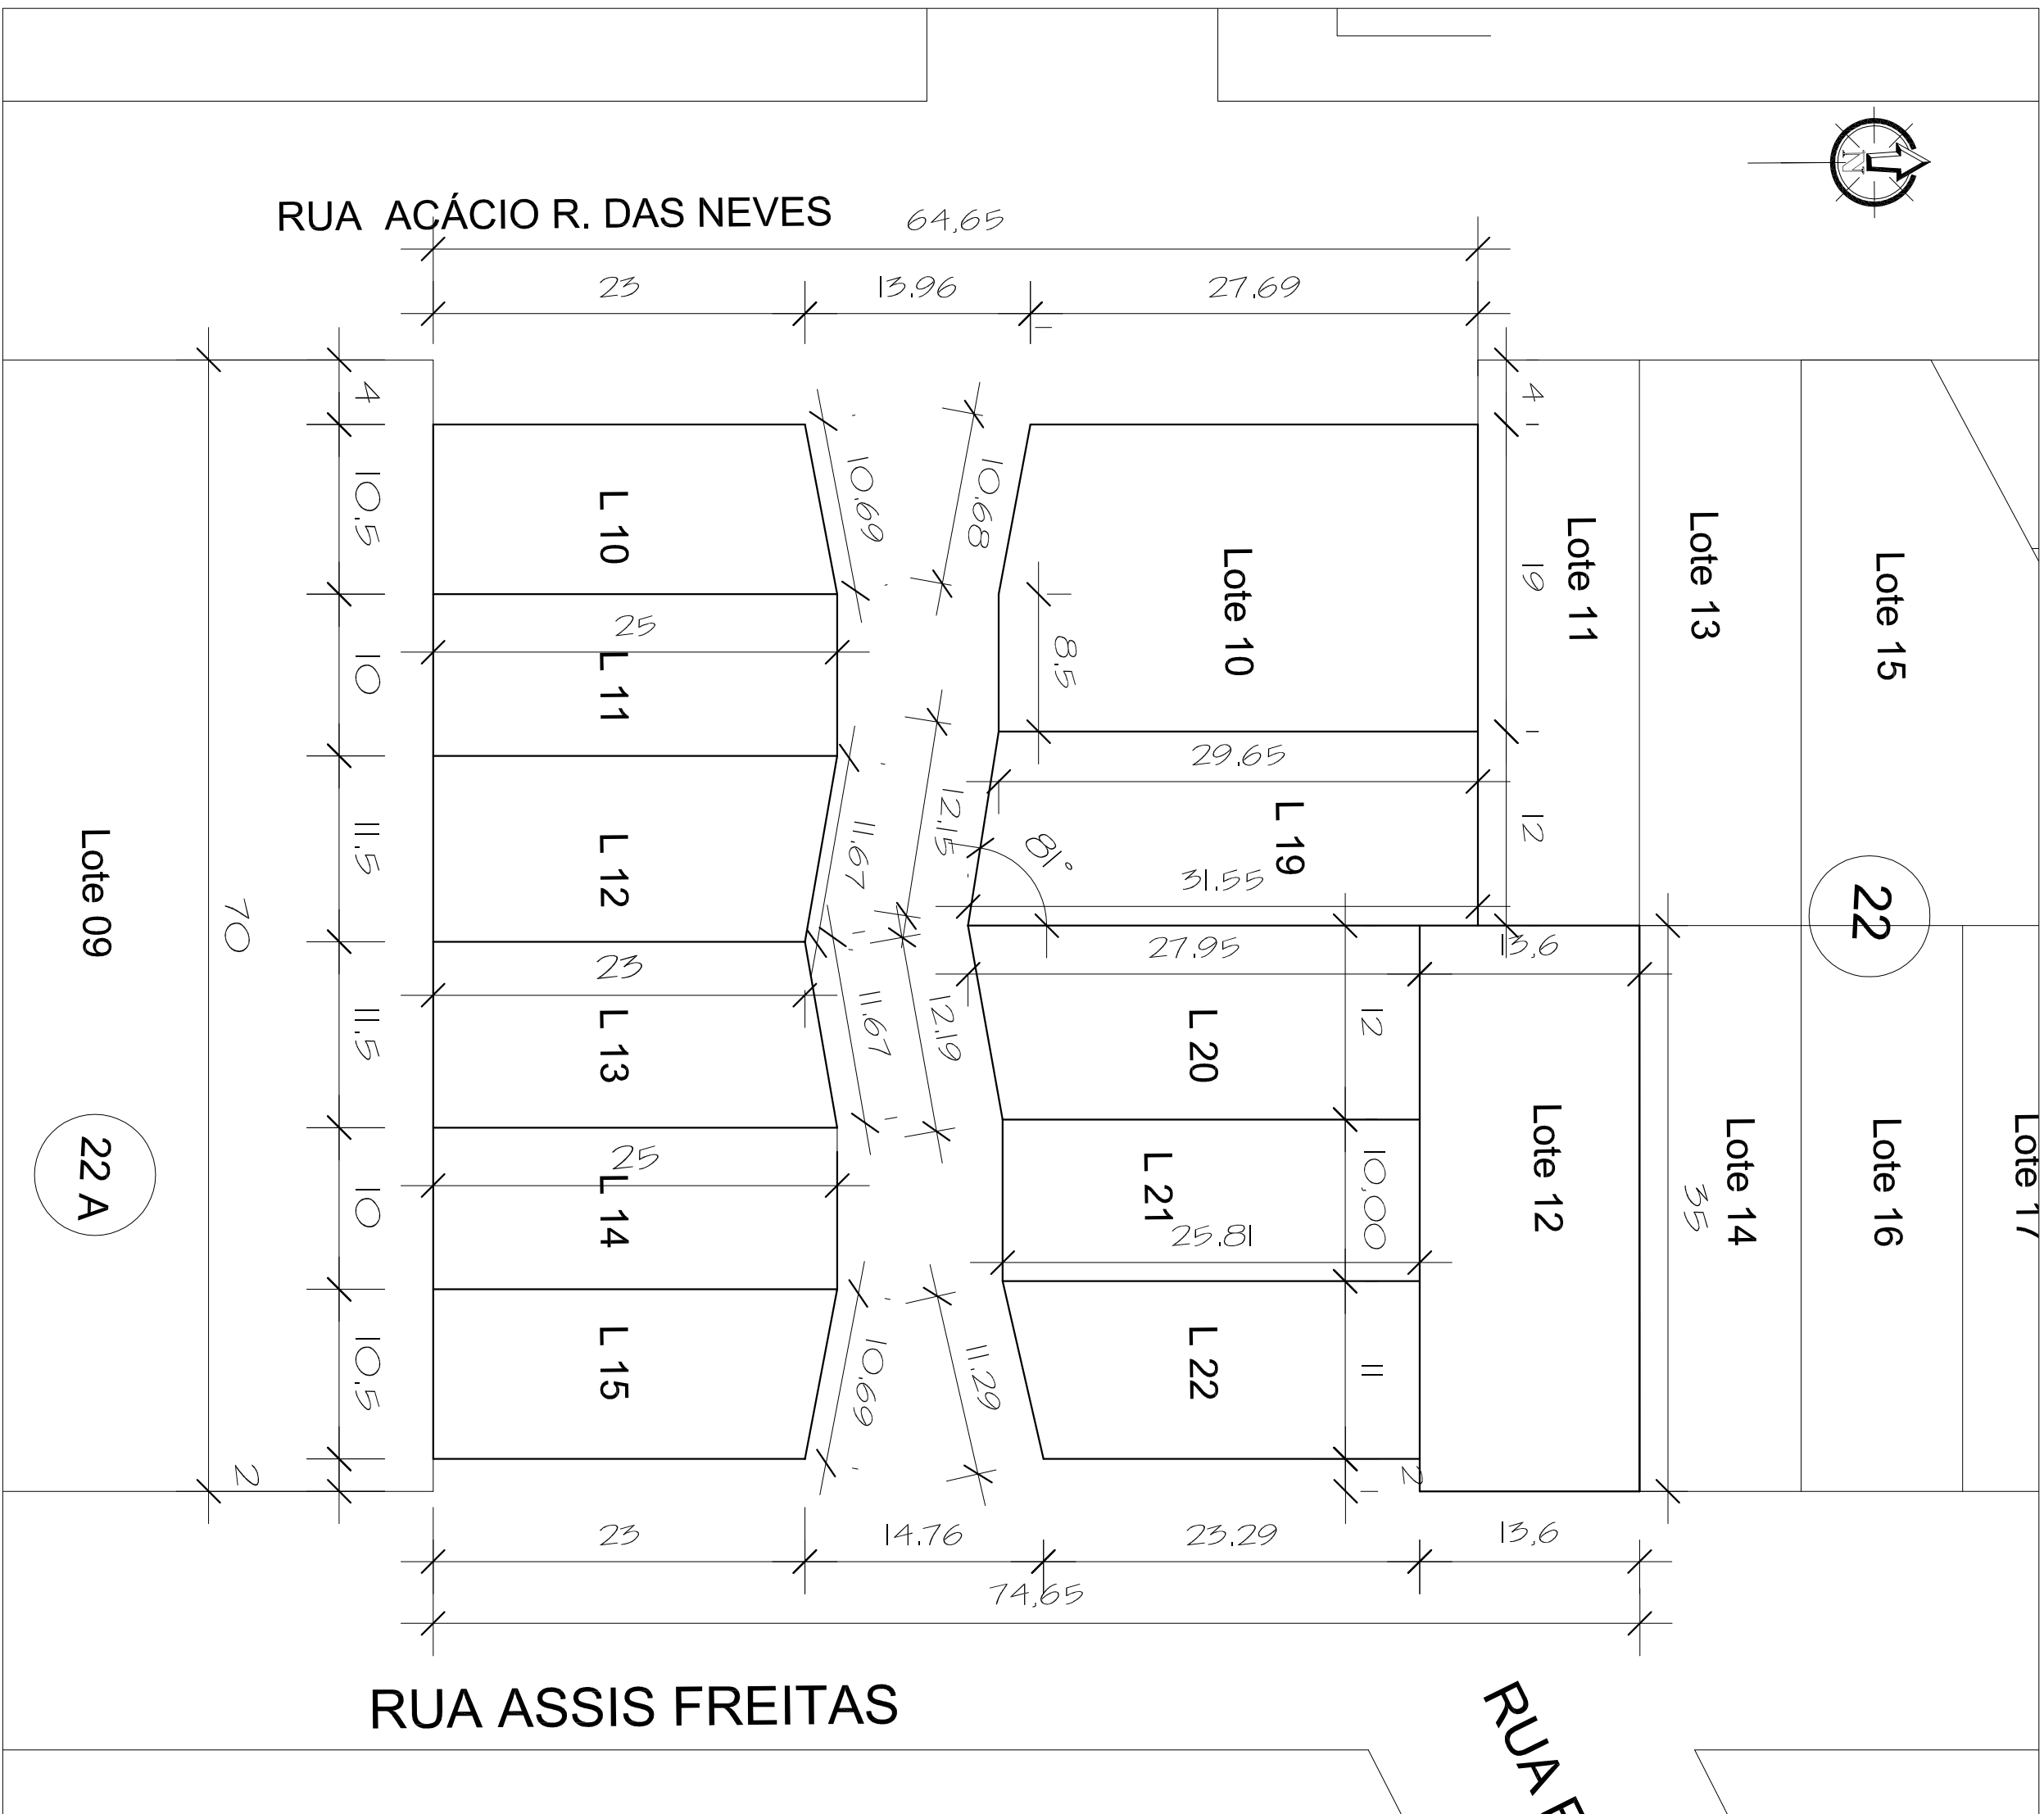 N
RUA ACÁCIO R. DAS NEVES
64,65
23
13.96
27.69
4
4
10,5
L 10
10.69
10.68
Lote 10
19
Lote 11
Lote 13
Lote 15
25
10
L 11
8,5
29.65
11,5
L 12
11.67
12.15
81°
L 19
12
31.55
Lote 09
70
22
23
27.95
13,6
11,5
L 13
11.67
12.19
L 20
12
22 A
25
10
L 14
L 21
10,00
25.81
Lote 12
35
Lote 14
Lote 16
Lote 17
10,5
L 15
10.69
11.29
L 22
11
2
2
23
14.76
23.29
13,6
74,65
RUA ASSIS FREITAS
RUA